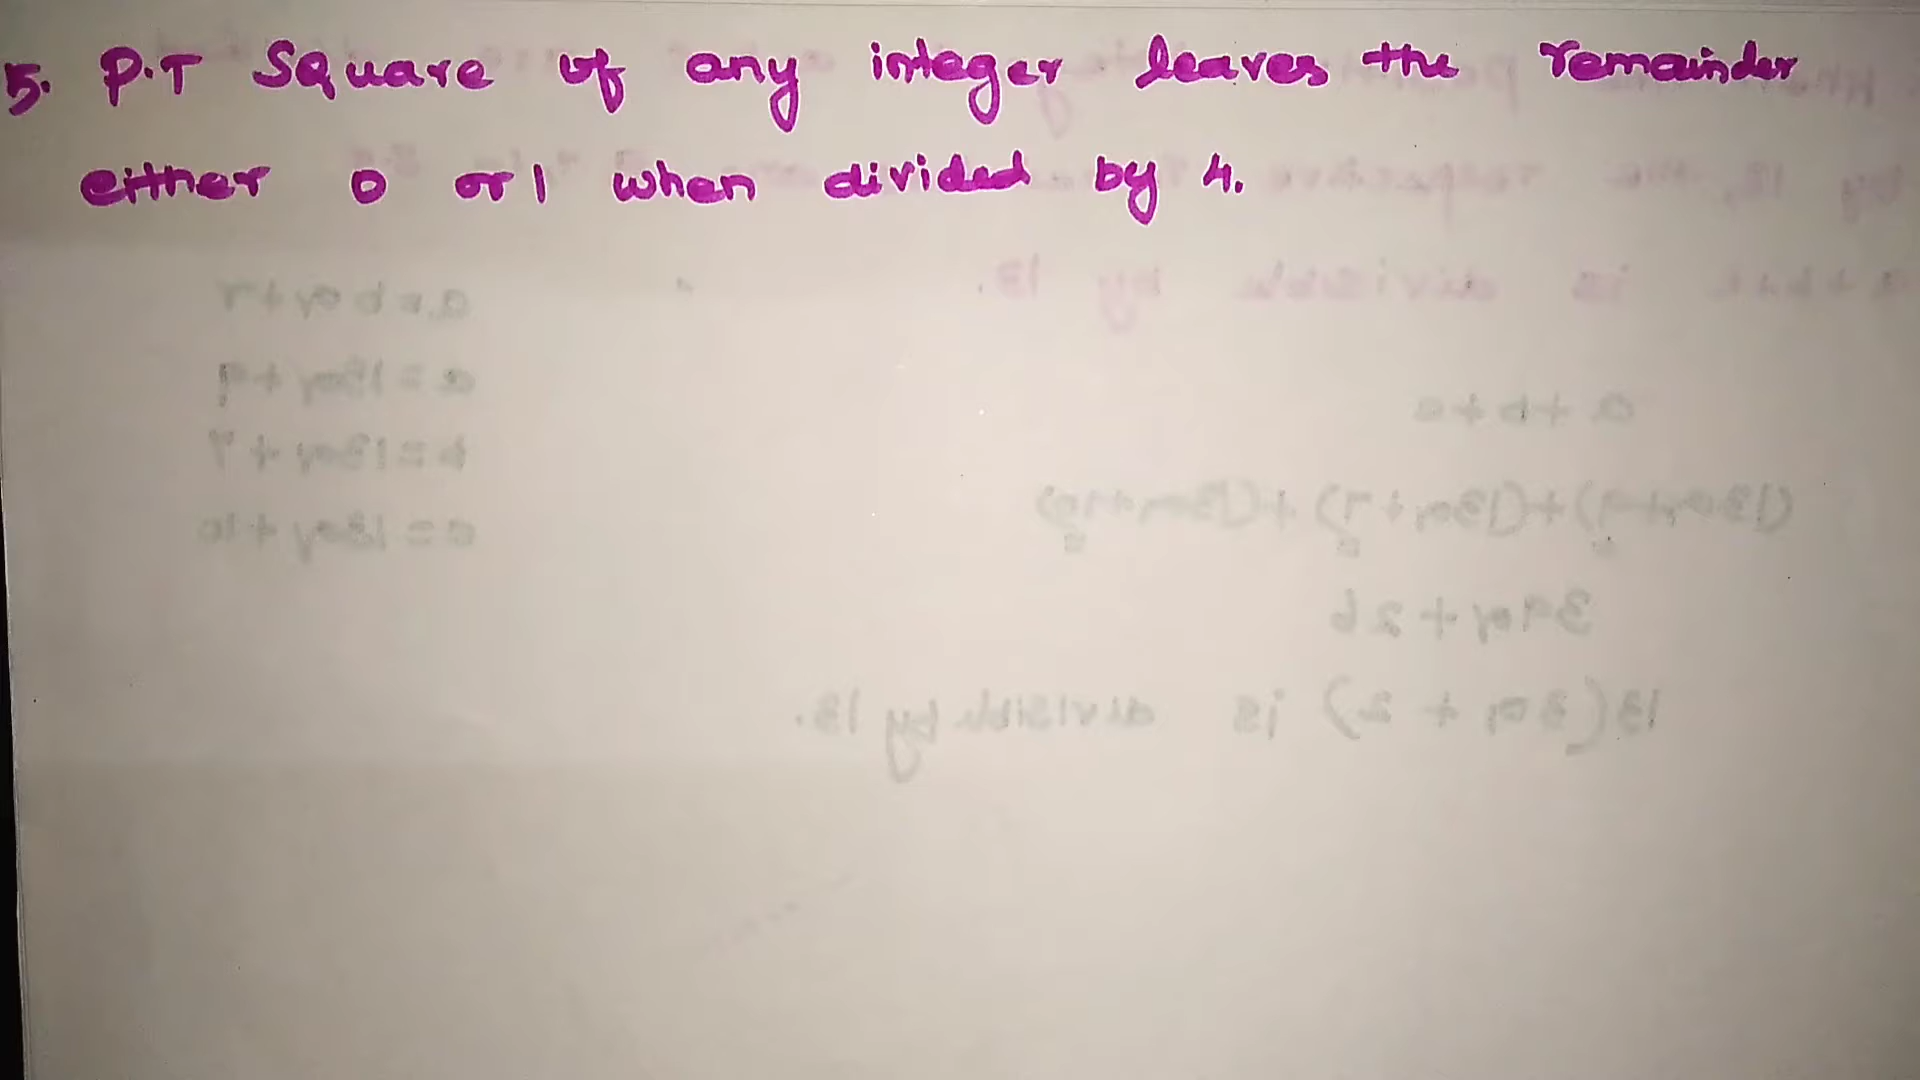 5. P.T Square of any integer leaves the remainder
either 0 or 1 when divided by 4.